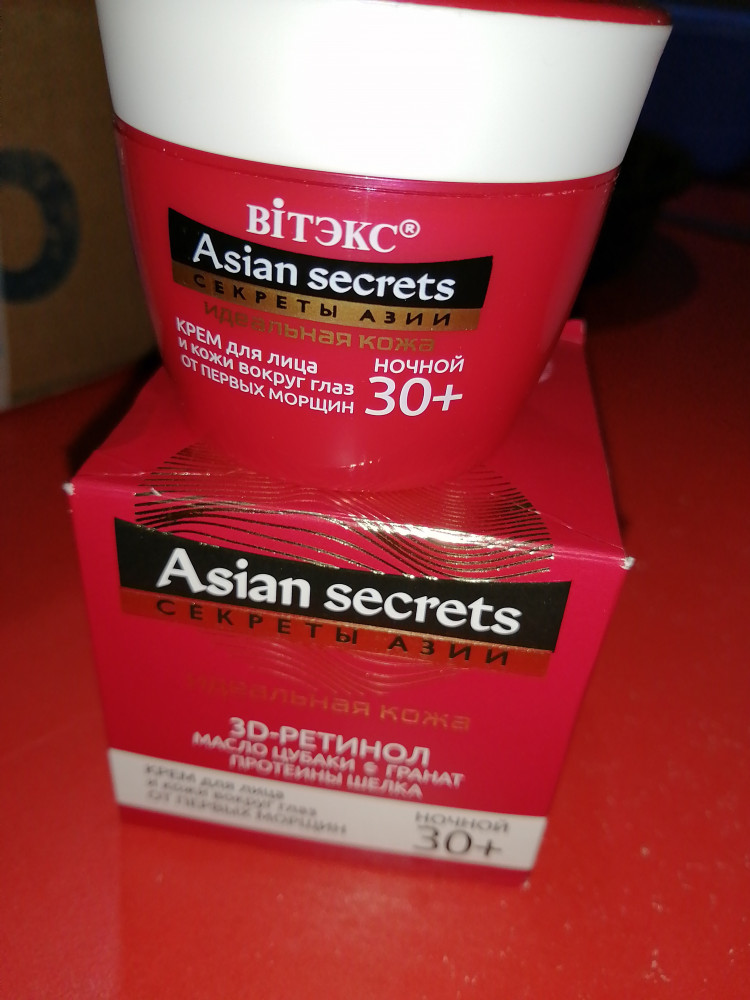 ВіТЭКС®
Asian secrets
СЕКРЕТЫ АЗИИ
идеальная кожа
КРЕМ для лица
и кожи вокруг глаз
ОТ ПЕРВЫХ МОРЩИН
НОЧНОЙ
30+
Asian secrets
СЕКРЕТЫ АЗИИ
идеальная кожа
3D-РЕТИНОЛ
МАСЛО ЦУБАКИ • ГРАНАТ
ПРОТЕИНЫ ШЕЛКА
КРЕМ для лица
и кожи вокруг глаз
ОТ ПЕРВЫХ МОРЩИН
НОЧНОЙ
30+